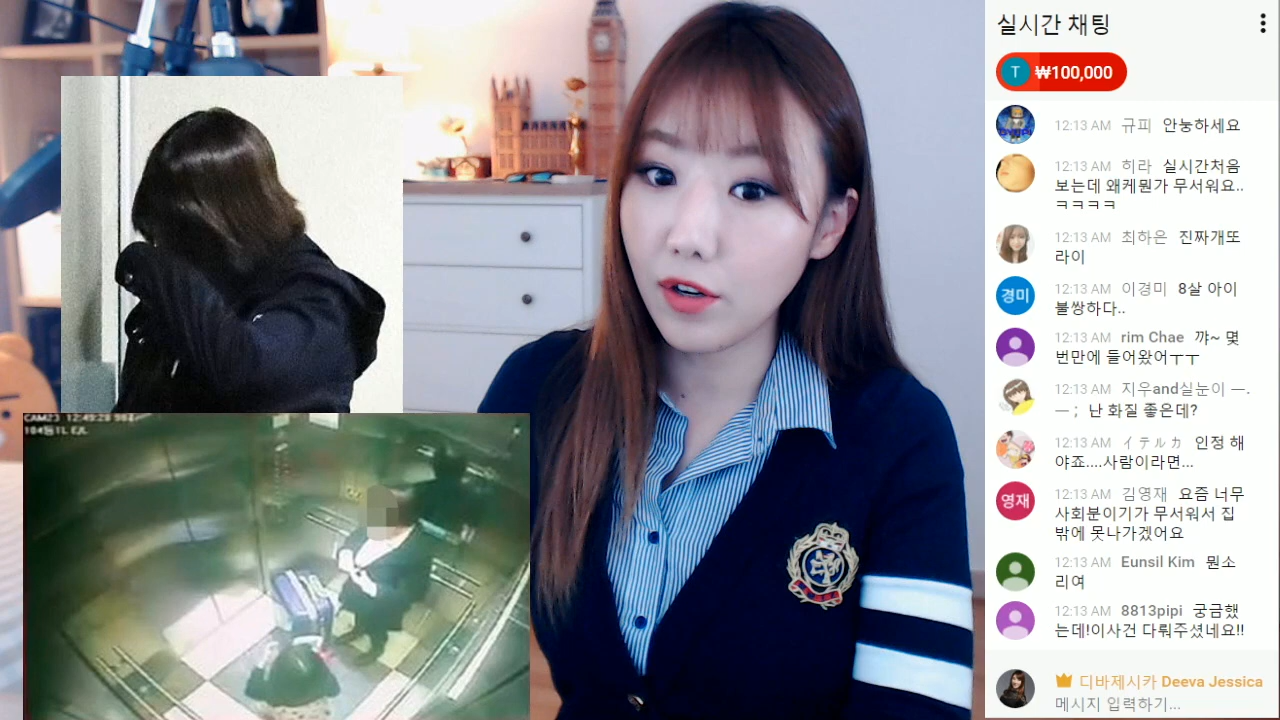 실시간 채팅
T ₩100,000
12:13 AM 규피 안눙하세요
12:13 AM 히라 실시간처음
보는데 왜케뭔가 무서워요..
ㅋㅋㅋㅋ
12:13 AM 최하은 진짜개또
라이
경미 12:13 AM 이경미 8살 아이
불쌍하다..
12:13 AM rim Chae 꺄~ 몇
번만에 들어왔어ㅜㅜ
12:13 AM 지우and실눈이 ㅡ.
ㅡ ; 난 화질 좋은데?
12:13 AM イテルカ 인정 해
야죠....사람이라면...
영재 12:13 AM 김영재 요즘 너무
사회분이기가 무서워서 집
밖에 못나가겠어요
12:13 AM Eunsil Kim 뭔소
리여
12:13 AM 8813pipi 궁금했
는데!이사건 다뤄주셨네요!!
디바제시카 Deeva Jessica
메시지 입력하기...
CAM23 12:49:28